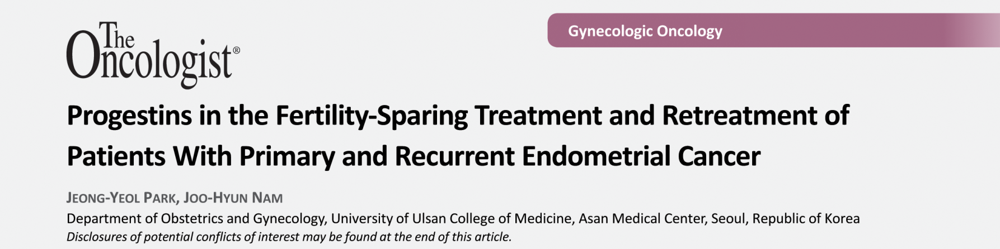 The
Oncologist®
Gynecologic Oncology
Progestins in the Fertility-Sparing Treatment and Retreatment of
Patients With Primary and Recurrent Endometrial Cancer
JEONG-YEOL PARK, JOO-HYUN NAM
Department of Obstetrics and Gynecology, University of Ulsan College of Medicine, Asan Medical Center, Seoul, Republic of Korea
Disclosures of potential conflicts of interest may be found at the end of this article.